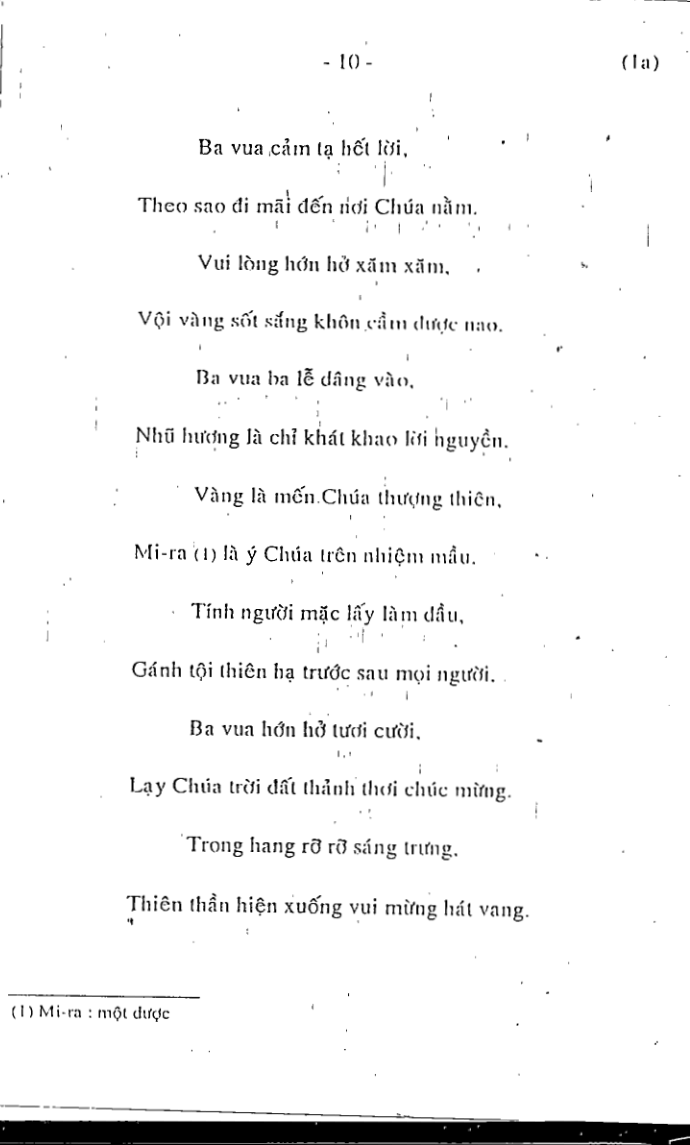 - 10 -
(1a)
Ba vua cảm tạ hết lời,
Theo sao đi mãi đến nơi Chúa nằm.
Vui lòng hớn hở xăm xăm,
Vội vàng sốt sắng khôn cầm được nao.
Ba vua ba lễ dâng vào,
Nhũ hương là chỉ khát khao lời nguyền.
Vàng là mến Chúa thượng thiên,
Mi-ra (1) là ý Chúa trên nhiệm mầu.
Tính người mặc lấy làm dầu,
Gánh tội thiên hạ trước sau mọi người.
Ba vua hớn hở tươi cười,
Lạy Chúa trời đất thảnh thơi chúc mừng.
Trong hang rỡ rỡ sáng trưng,
Thiên thần hiện xuống vui mừng hát vang.
(1) Mi-ra : một dược